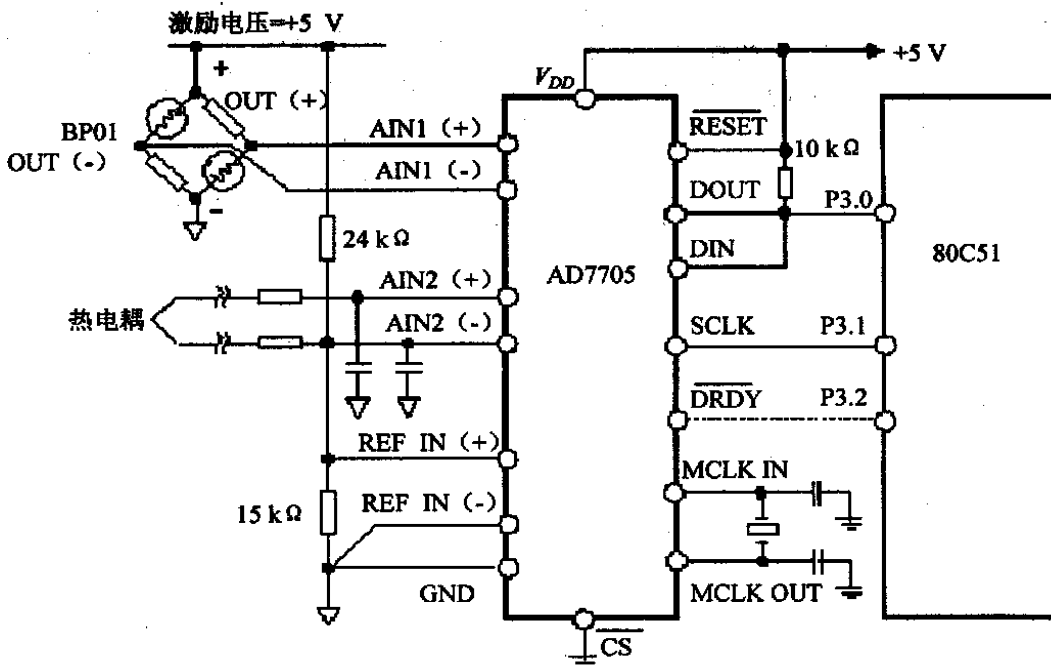 激励电压=+5 V
+5 V
V_DD
+
OUT (+)
BP01
OUT (-)
-
AIN1 (+)
AIN1 (-)
RESET
10 kΩ
DOUT
P3.0
DIN
24 kΩ
AD7705
80C51
AIN2 (+)
热电耦
AIN2 (-)
SCLK
P3.1
DRDY
P3.2
REF IN (+)
MCLK IN
15 kΩ
REF IN (-)
GND
MCLK OUT
CS